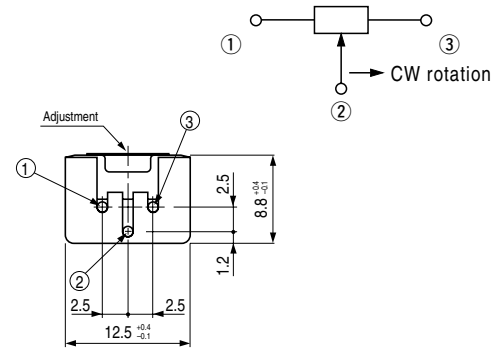 ① ③
② → CW rotation
Adjustment
① ③
②
2.5
8.8 +0.4 −0.1
1.2
2.5 2.5
12.5 +0.4 −0.1